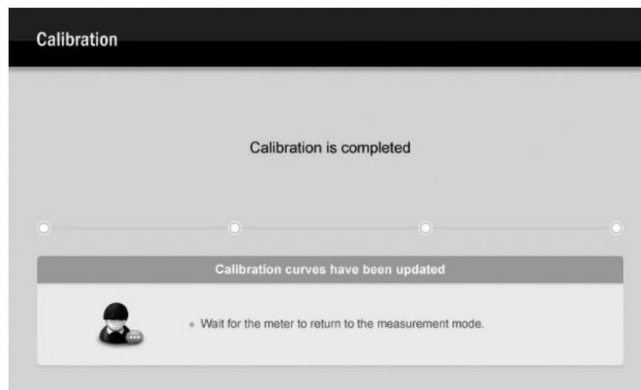 Calibration
Calibration is completed
Calibration curves have been updated
Wait for the meter to return to the measurement mode.